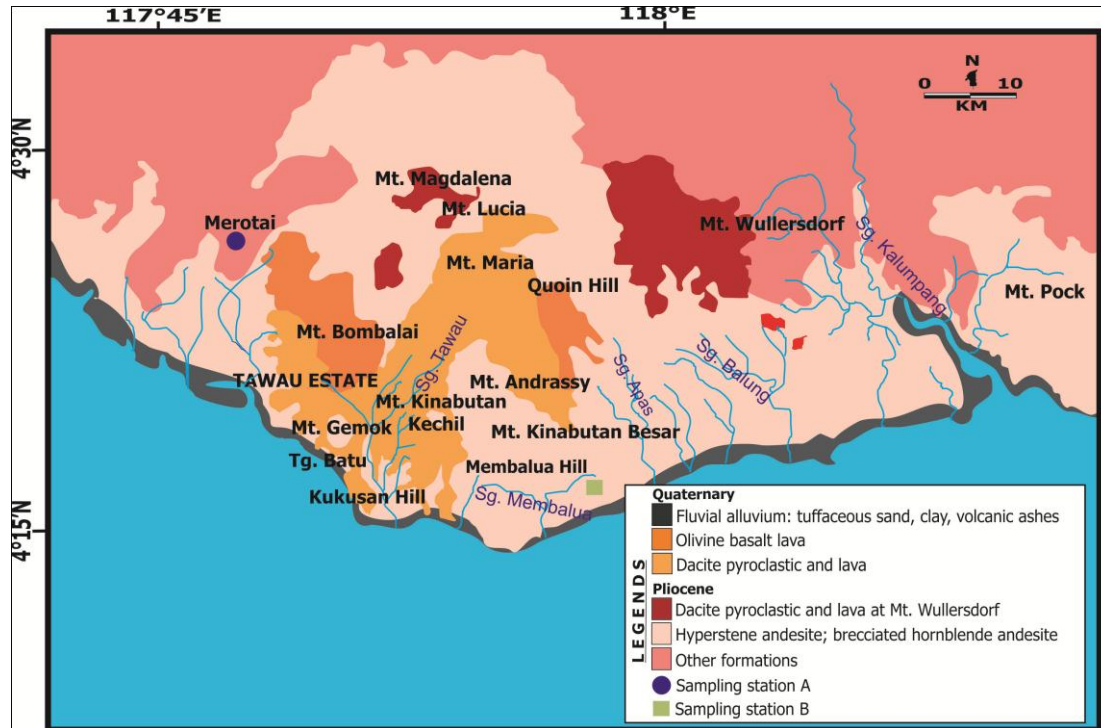 117°45′E
118°E
4°30′N
4°15′N
N
0 10
KM
Mt. Magdalena
Mt. Lucia
Merotai
Mt. Wullersdorf
Sg. Kalumpang
Mt. Maria
Quoin Hill
Mt. Pock
Mt. Bombalai
Sg. Tawau
Sg. Apas
Sg. Balung
TAWAU ESTATE
Mt. Andrassy
Mt. Kinabutan
Kechil
Mt. Gemok
Mt. Kinabutan Besar
Tg. Batu
Membalua Hill
Kukusan Hill
Sg. Membalua
LEGENDS
Quaternary
Fluvial alluvium: tuffaceous sand, clay, volcanic ashes
Olivine basalt lava
Dacite pyroclastic and lava
Pliocene
Dacite pyroclastic and lava at Mt. Wullersdorf
Hyperstene andesite; brecciated hornblende andesite
Other formations
Sampling station A
Sampling station B